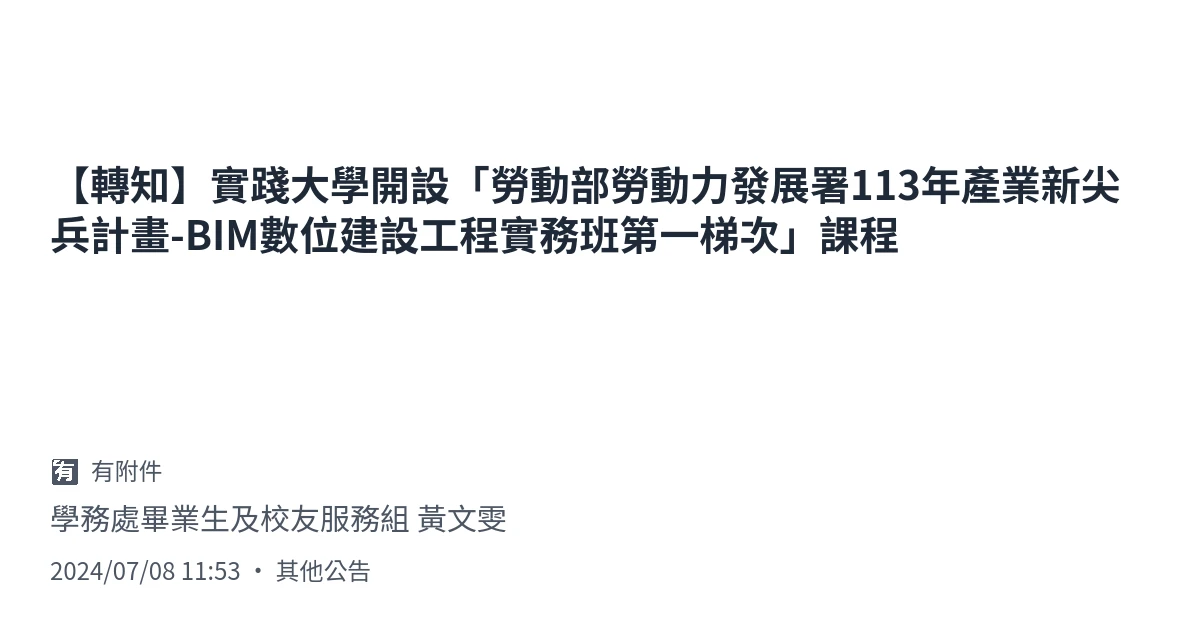 【轉知】實踐大學開設「勞動部勞動力發展署113年產業新尖
兵計畫-BIM數位建設工程實務班第一梯次」課程
有 有附件
學務處畢業生及校友服務組 黃文雯
2024/07/08 11:53 • 其他公告